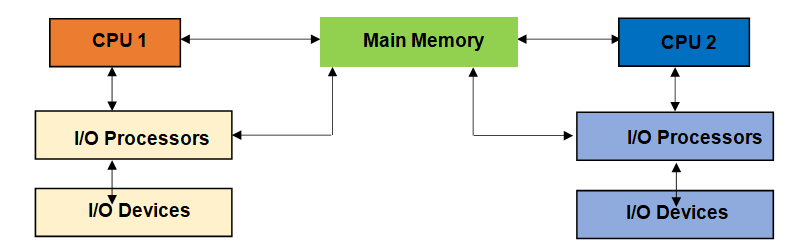 CPU 1
Main Memory
CPU 2
I/O Processors
I/O Processors
I/O Devices
I/O Devices